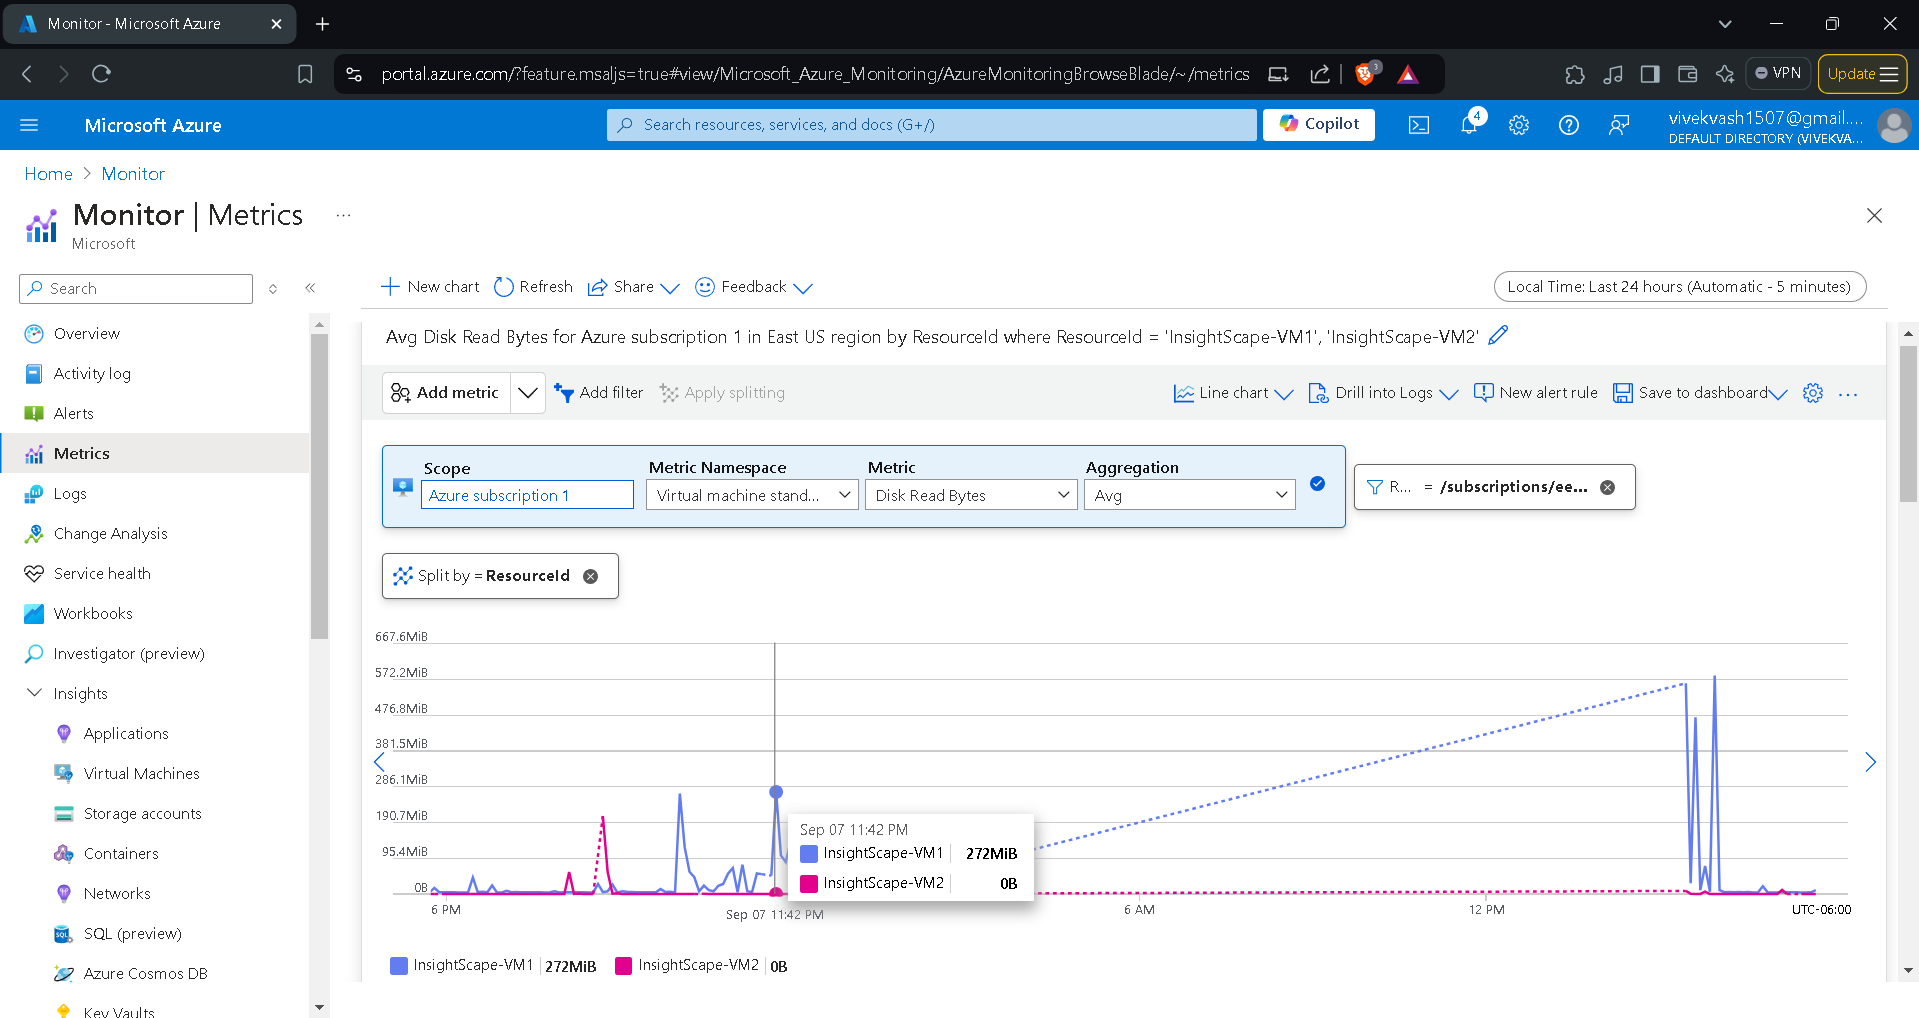 Monitor - Microsoft Azure
portal.azure.com/?feature.msaljs=true#view/Microsoft_Azure_Monitoring/AzureMonitoringBrowseBlade/~/metrics
3
VPN
Update
Microsoft Azure
Search resources, services, and docs (G+/)
Copilot
4
vivekvash1507@gmail....
DEFAULT DIRECTORY (VIVEKVA...
Home > Monitor
Monitor | Metrics
...
Microsoft
Search
Overview
Activity log
Alerts
Metrics
Logs
Change Analysis
Service health
Workbooks
Investigator (preview)
Insights
Applications
Virtual Machines
Storage accounts
Containers
Networks
SQL (preview)
Azure Cosmos DB
Key Vaults
New chart
Refresh
Share
Feedback
Local Time: Last 24 hours (Automatic - 5 minutes)
Avg Disk Read Bytes for Azure subscription 1 in East US region by ResourceId where ResourceId = 'InsightScape-VM1', 'InsightScape-VM2'
Add metric
Add filter
Apply splitting
Line chart
Drill into Logs
New alert rule
Save to dashboard
...
Scope
Azure subscription 1
Metric Namespace
Virtual machine stand...
Metric
Disk Read Bytes
Aggregation
Avg
R... = /subscriptions/ee...
Split by = ResourceId
667.6MiB
572.2MiB
476.8MiB
381.5MiB
286.1MiB
190.7MiB
95.4MiB
0B
6 PM
Sep 07 11:42 PM
6 AM
12 PM
UTC-06:00
Sep 07 11:42 PM
InsightScape-VM1 272MiB
InsightScape-VM2 0B
InsightScape-VM1 272MiB
InsightScape-VM2 0B